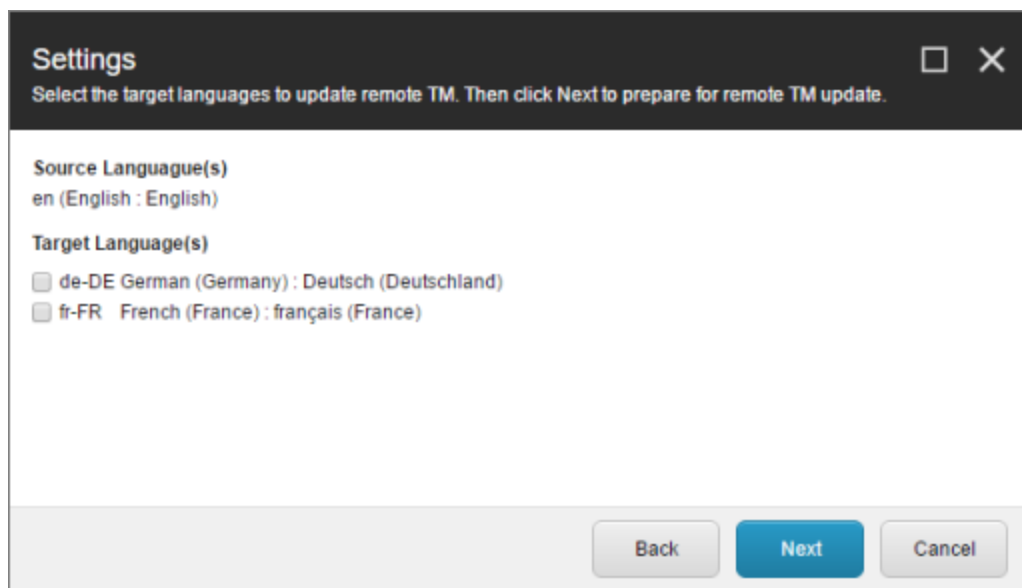 Settings
Select the target languages to update remote TM. Then click Next to prepare for remote TM update.
Source Languague(s)
en (English : English)
Target Language(s)
de-DE German (Germany) : Deutsch (Deutschland)
fr-FR French (France) : français (France)
Back Next Cancel